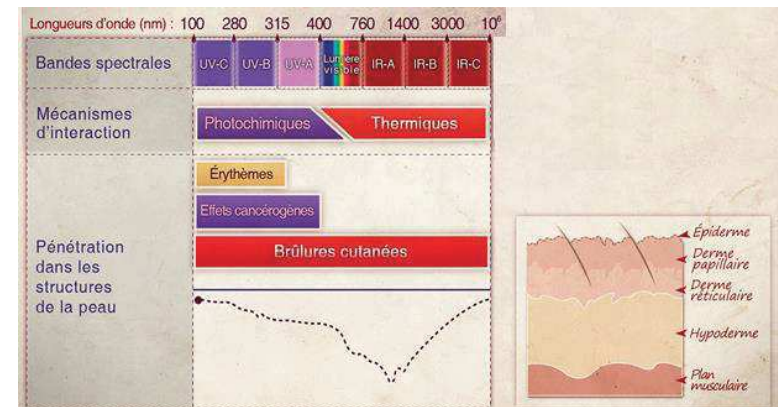 Longueurs d'onde (nm) : 100 280 315 400 760 1400 3000 10⁶
Bandes spectrales
UV-C UV-B UV-A Lumière visible IR-A IR-B IR-C
Mécanismes
d'interaction
Photochimiques Thermiques
Érythèmes
Effets cancérogènes
Brûlures cutanées
Pénétration
dans les
structures
de la peau
Épiderme
Derme
papillaire
Derme
réticulaire
Hypoderme
Plan
musculaire